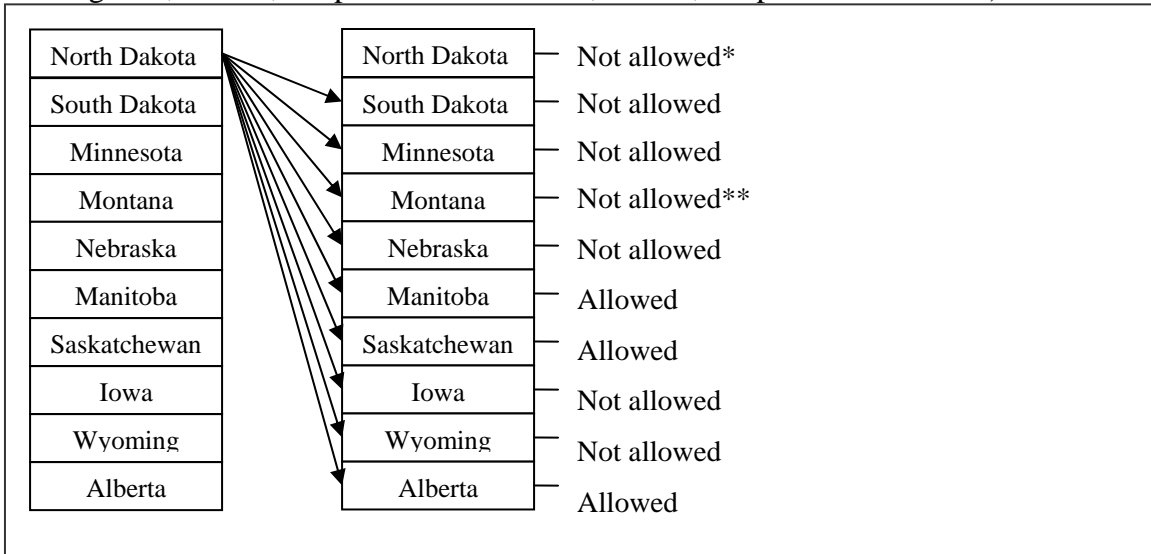 North Dakota North Dakota Not allowed*
South Dakota South Dakota Not allowed
Minnesota Minnesota Not allowed
Montana Montana Not allowed**
Nebraska Nebraska Not allowed
Manitoba Manitoba Allowed
Saskatchewan Saskatchewan Allowed
Iowa Iowa Not allowed
Wyoming Wyoming Not allowed
Alberta Alberta Allowed